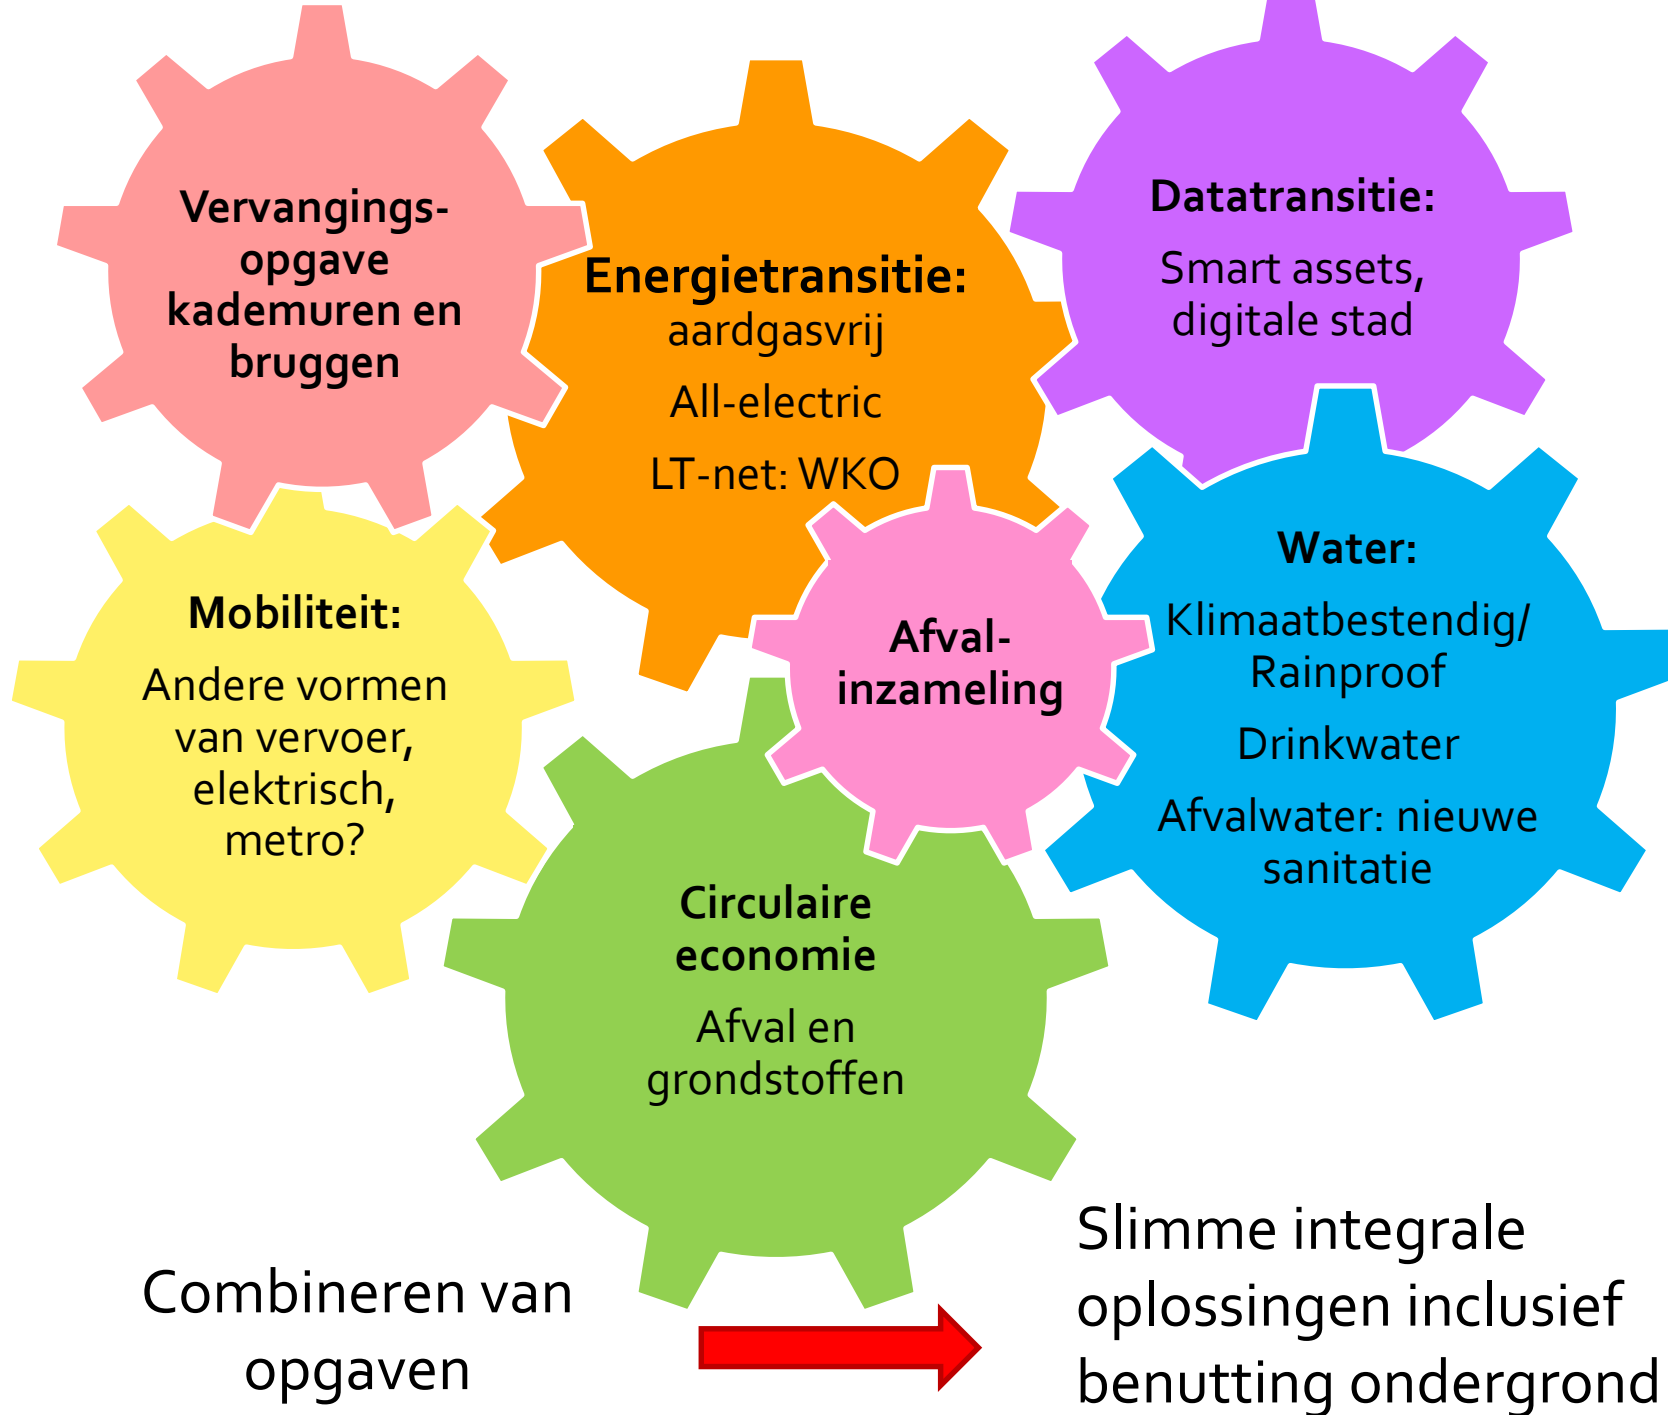 Vervangings-
opgave
kademuren en
bruggen
Energietransitie:
aardgasvrij
All-electric
LT-net: WKO
Datatransitie:
Smart assets,
digitale stad
Mobiliteit:
Andere vormen
van vervoer,
elektrisch,
metro?
Afval-
inzameling
Water:
Klimaatbestendig/
Rainproof
Drinkwater
Afvalwater: nieuwe
sanitatie
Circulaire
economie
Afval en
grondstoffen
Combineren van
opgaven
Slimme integrale
oplossingen inclusief
benutting ondergrond